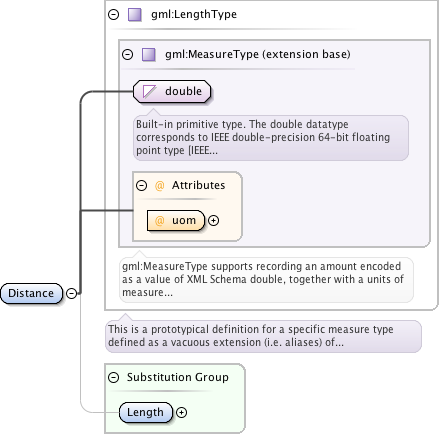 gml:LengthType
gml:MeasureType (extension base)
double
Built-in primitive type. The double datatype
corresponds to IEEE double-precision 64-bit floating
point type [IEEE...
@ Attributes
@ uom
gml:MeasureType supports recording an amount encoded
as a value of XML Schema double, together with a units of
measure...
Distance
This is a prototypical definition for a specific measure type
defined as a vacuous extension (i.e. aliases) of...
Substitution Group
Length